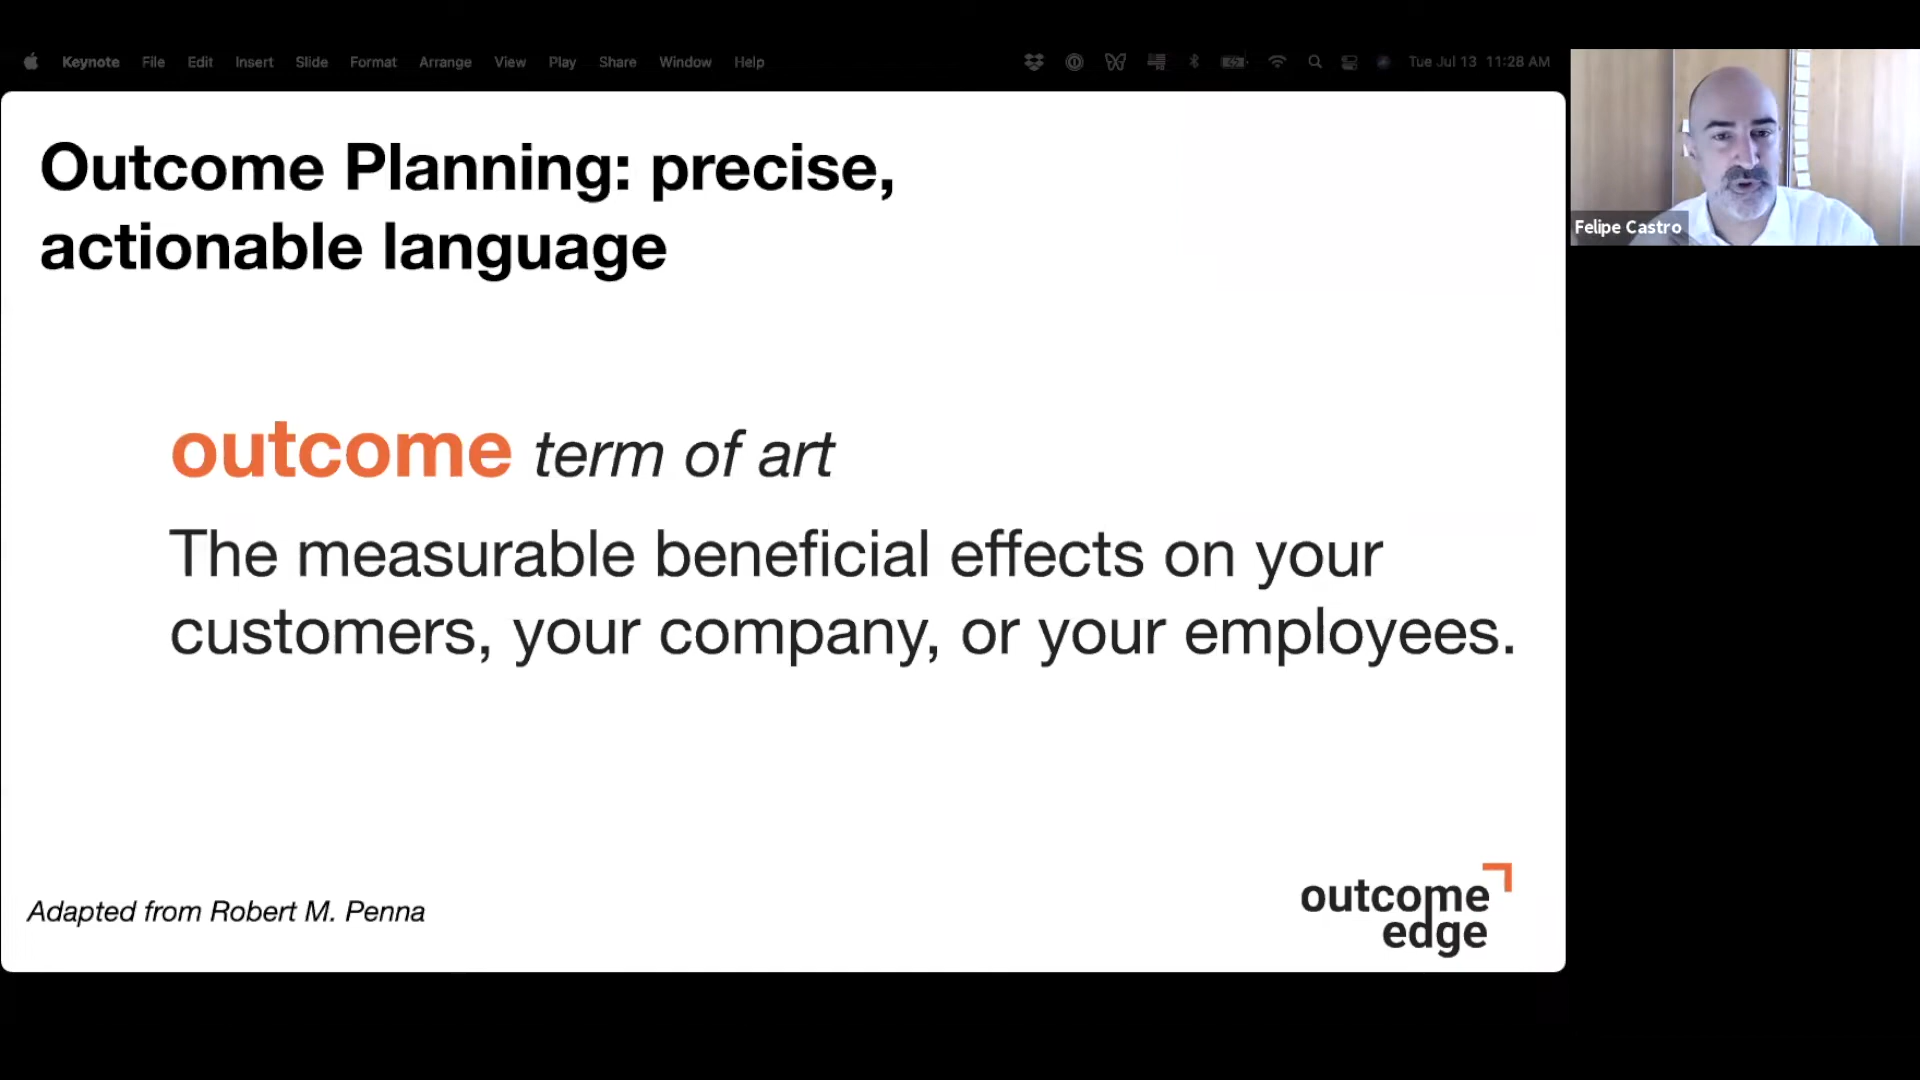 Keynote File Edit Insert Slide Format Arrange View Play Share Window Help Tue Jul 13 11:28 AM
Felipe Castro
Outcome Planning: precise,
actionable language
outcome term of art
The measurable beneficial effects on your
customers, your company, or your employees.
Adapted from Robert M. Penna
outcome
edge